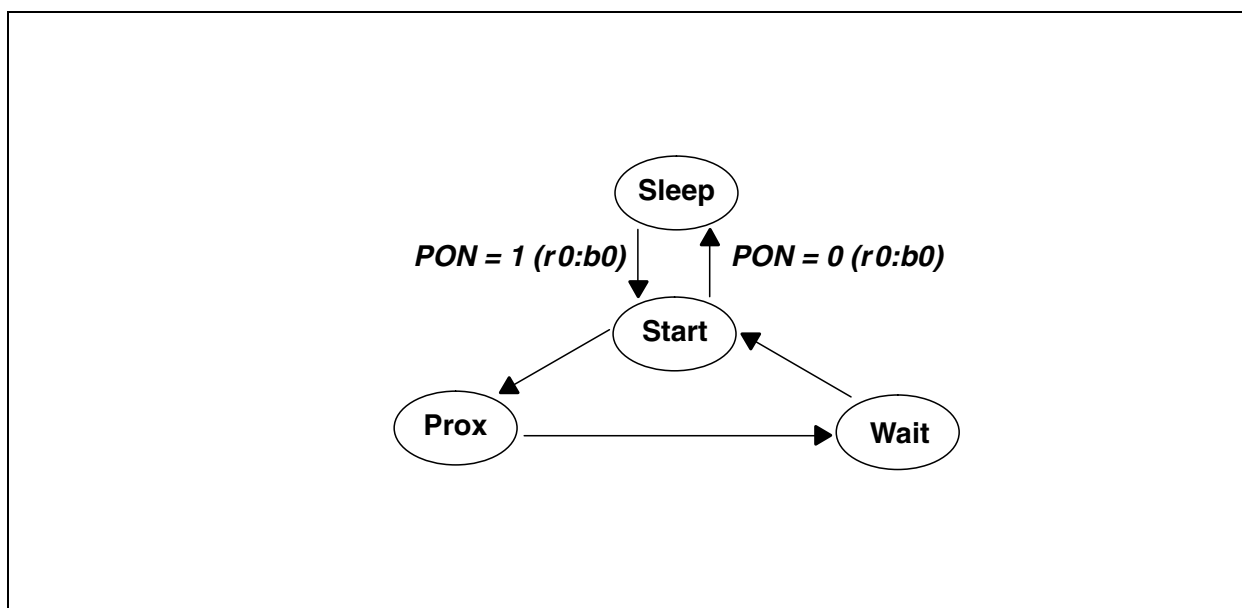 Sleep
PON = 1 (r0:b0)
PON = 0 (r0:b0)
Start
Prox
Wait